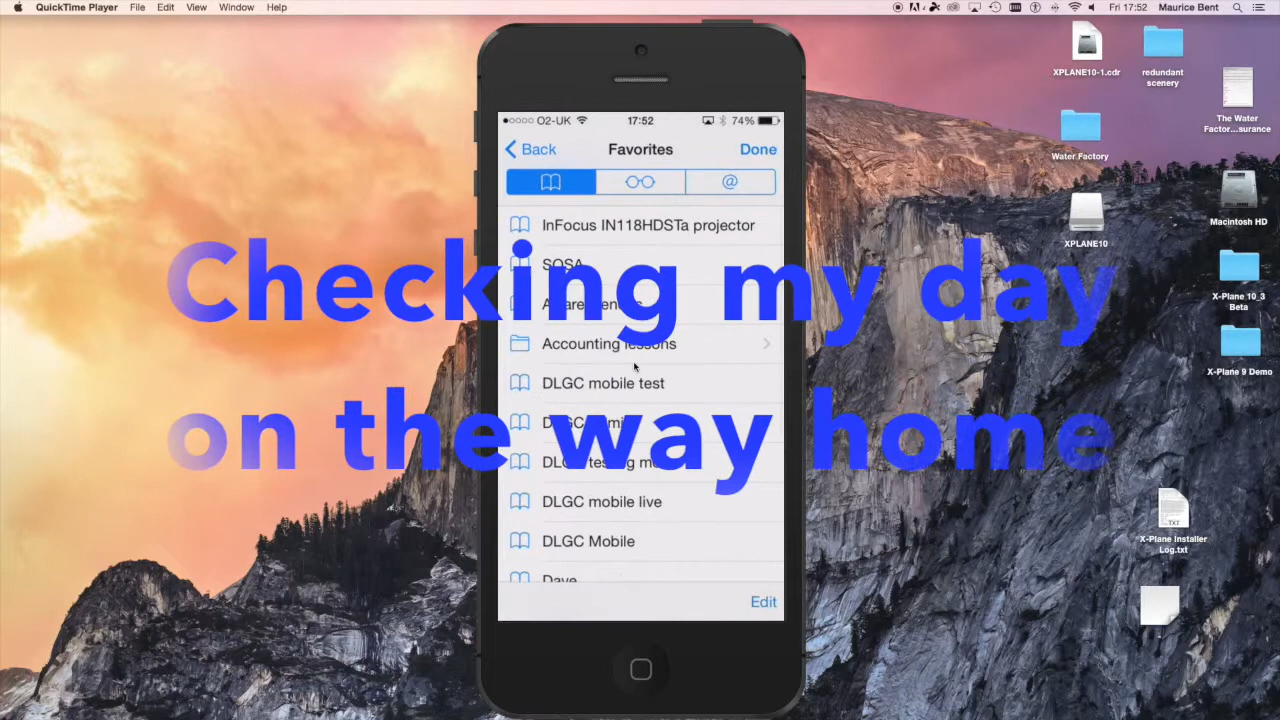 QuickTime Player File Edit View Window Help Fri 17:52 Maurice Bent
O2-UK 17:52 74%
Back Favorites Done
@
InFocus IN118HDSTa projector
SOSA
Accounting lessons
DLGC mobile test
DLGC mobile live
DLGC Mobile
Dave
Edit
Checking my day
on the way home
XPLANE10-1.cdr
redundant
scenery
The Water
Factor...surance
Water Factory
Macintosh HD
XPLANE10
X-Plane 10_3
Beta
X-Plane 9 Demo
TXT
X-Plane Installer
Log.txt